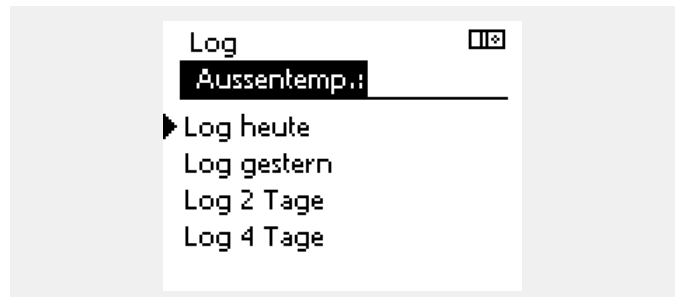 Log
Aussentemp.:
Log heute
Log gestern
Log 2 Tage
Log 4 Tage